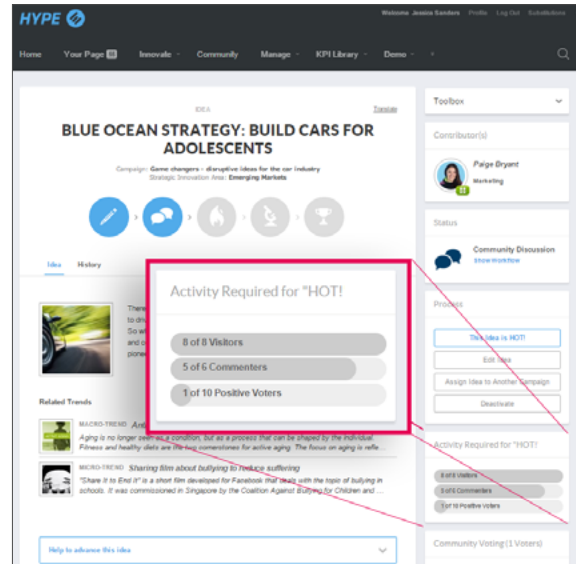 HYPE
Welcome Jessica Sanders Profile Log Out Substitutions
Home Your Page Innovate Community Manage KPI Library Demo
IDEA
Translate
BLUE OCEAN STRATEGY: BUILD CARS FOR
ADOLESCENTS
Campaign: Game changers - disruptive ideas for the car industry
Strategic Innovation Area: Emerging Markets
Idea History
There
to dri
So wh
and o
pione
Activity Required for "HOT!
8 of 8 Visitors
5 of 6 Commenters
1 of 10 Positive Voters
Related Trends
MACRO-TREND Anti
Aging is no longer seen as a condition, but as a process that can be shaped by the individual.
Fitness and healthy diets are the two cornerstones for active aging. The focus on aging is refle...
MICRO-TREND Sharing film about bullying to reduce suffering
"Share It to End It" is a short film developed for Facebook that deals with the topic of bullying in
schools. It was commissioned in Singapore by the Coalition Against Bullying for Children and ...
Help to advance this idea
Toolbox
Contributor(s)
Paige Bryant
Marketing
Status
Community Discussion
Show Workflow
Process
This Idea is HOT!
Edit Idea
Assign Idea to Another Campaign
Deactivate
Activity Required for "HOT!
8 of 8 Visitors
5 of 6 Commenters
1 of 10 Positive Voters
Community Voting (1 Voters)